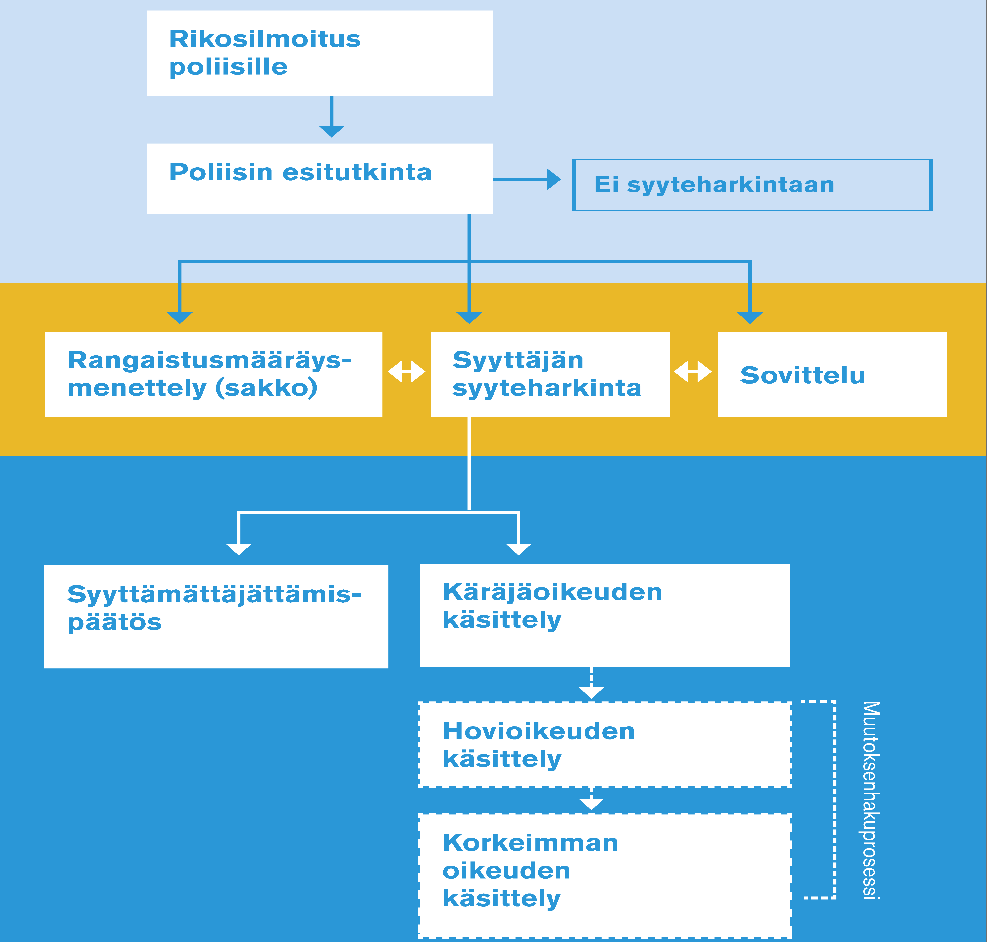 Rikosilmoitus
poliisille
Poliisin esitutkinta
Ei syyteharkintaan
Rangaistusmääräys-
menettely (sakko)
Syyttäjän
syyteharkinta
Sovittelu
Syyttämättäjättämis-
päätös
Käräjäoikeuden
käsittely
Hovioikeuden
käsittely
Korkeimman
oikeuden
käsittely
Muutoksenhakuprosessi